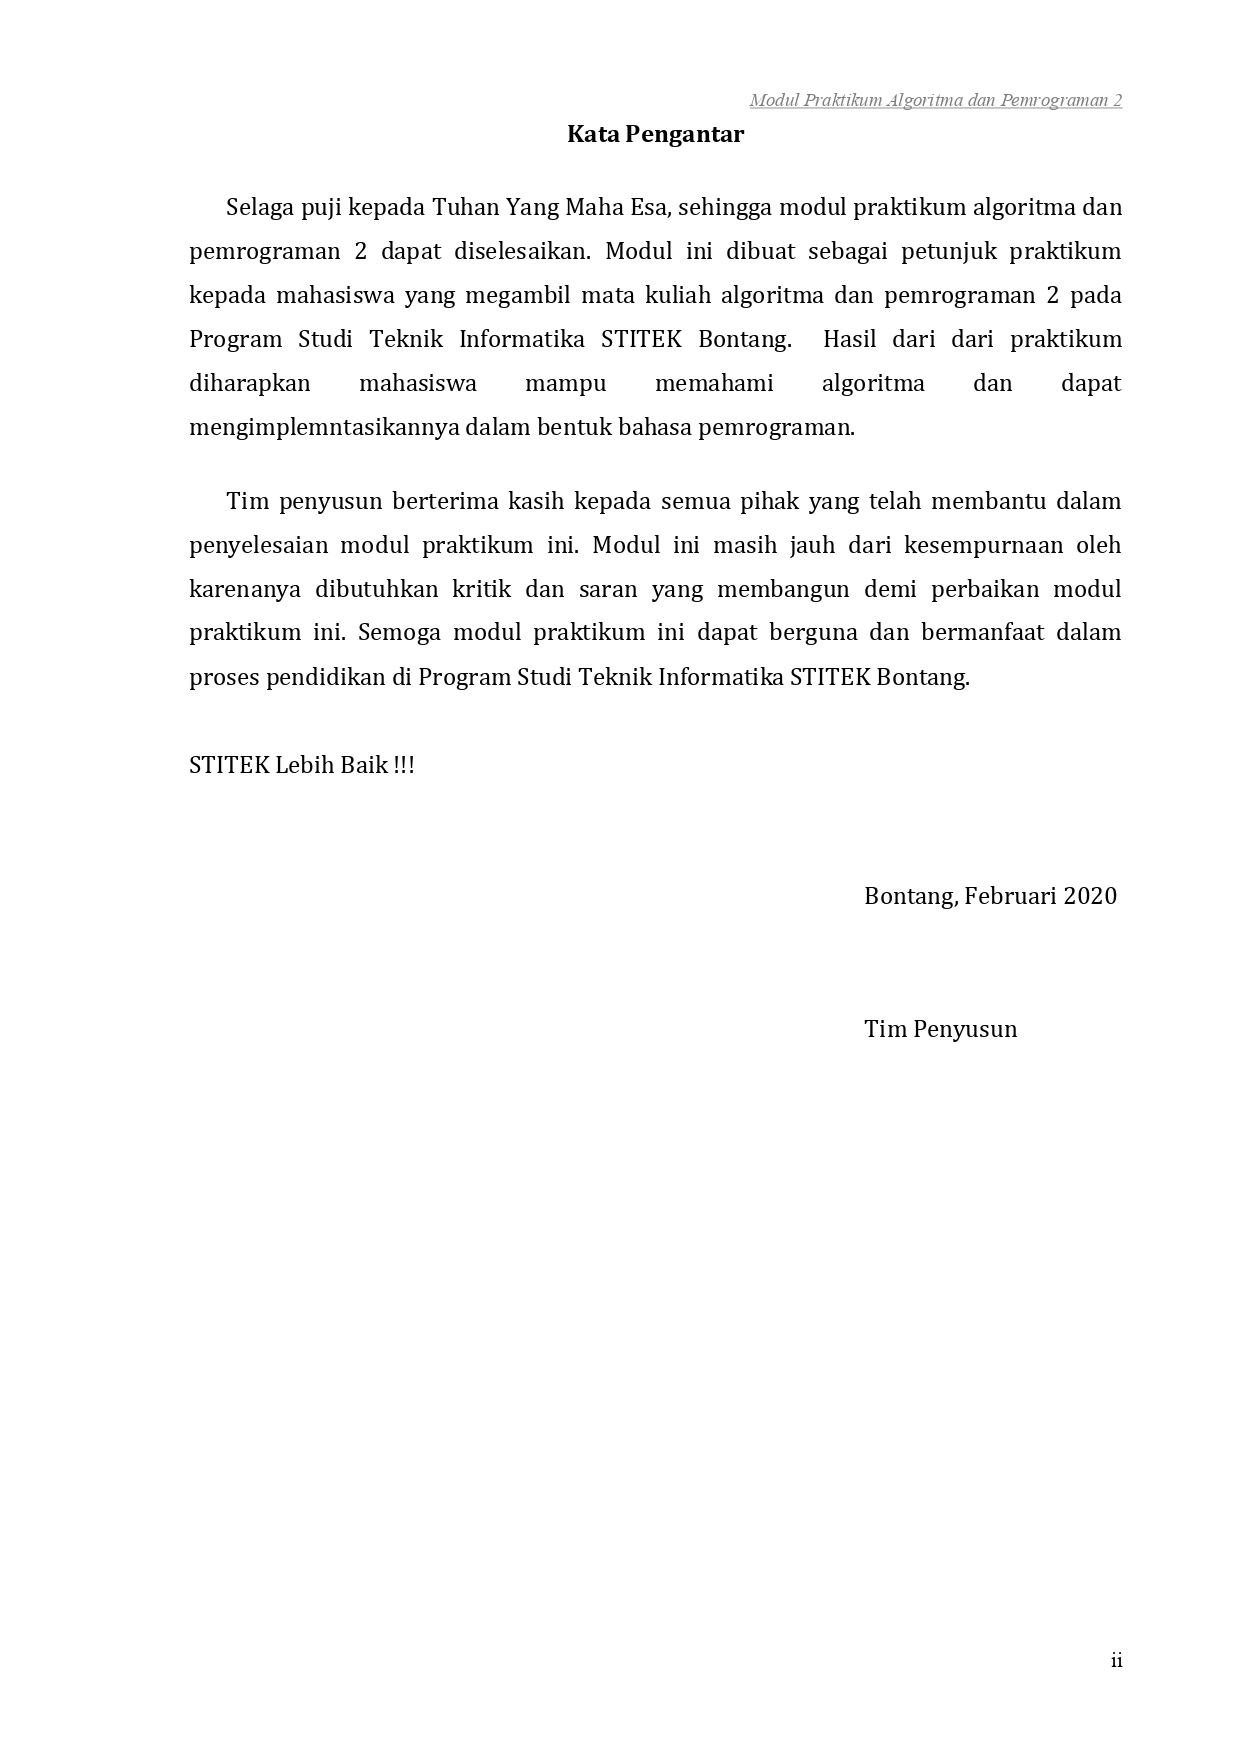 Modul Praktikum Algoritma dan Pemrograman 2
Kata Pengantar
Selaga puji kepada Tuhan Yang Maha Esa, sehingga modul praktikum algoritma dan
pemrograman 2 dapat diselesaikan. Modul ini dibuat sebagai petunjuk praktikum
kepada mahasiswa yang megambil mata kuliah algoritma dan pemrograman 2 pada
Program Studi Teknik Informatika STITEK Bontang. Hasil dari dari praktikum
diharapkan mahasiswa mampu memahami algoritma dan dapat
mengimplemntasikannya dalam bentuk bahasa pemrograman.
Tim penyusun berterima kasih kepada semua pihak yang telah membantu dalam
penyelesaian modul praktikum ini. Modul ini masih jauh dari kesempurnaan oleh
karenanya dibutuhkan kritik dan saran yang membangun demi perbaikan modul
praktikum ini. Semoga modul praktikum ini dapat berguna dan bermanfaat dalam
proses pendidikan di Program Studi Teknik Informatika STITEK Bontang.
STITEK Lebih Baik !!!
Bontang, Februari 2020
Tim Penyusun
ii